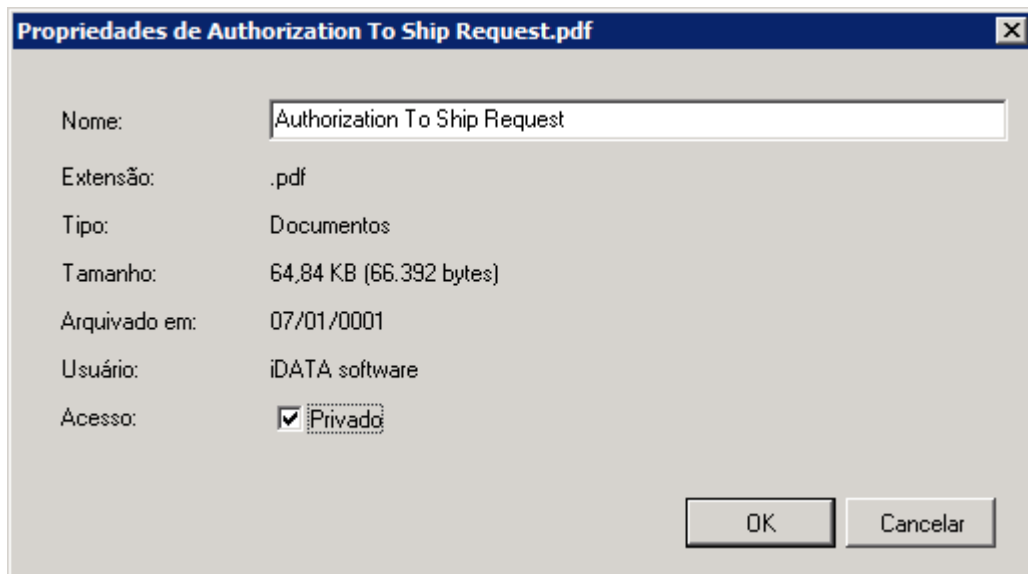 Propriedades de Authorization To Ship Request.pdf
Nome: Authorization To Ship Request
Extensão: .pdf
Tipo: Documentos
Tamanho: 64,84 KB (66.392 bytes)
Arquivado em: 07/01/0001
Usuário: iDATA software
Acesso: Privado
OK Cancelar